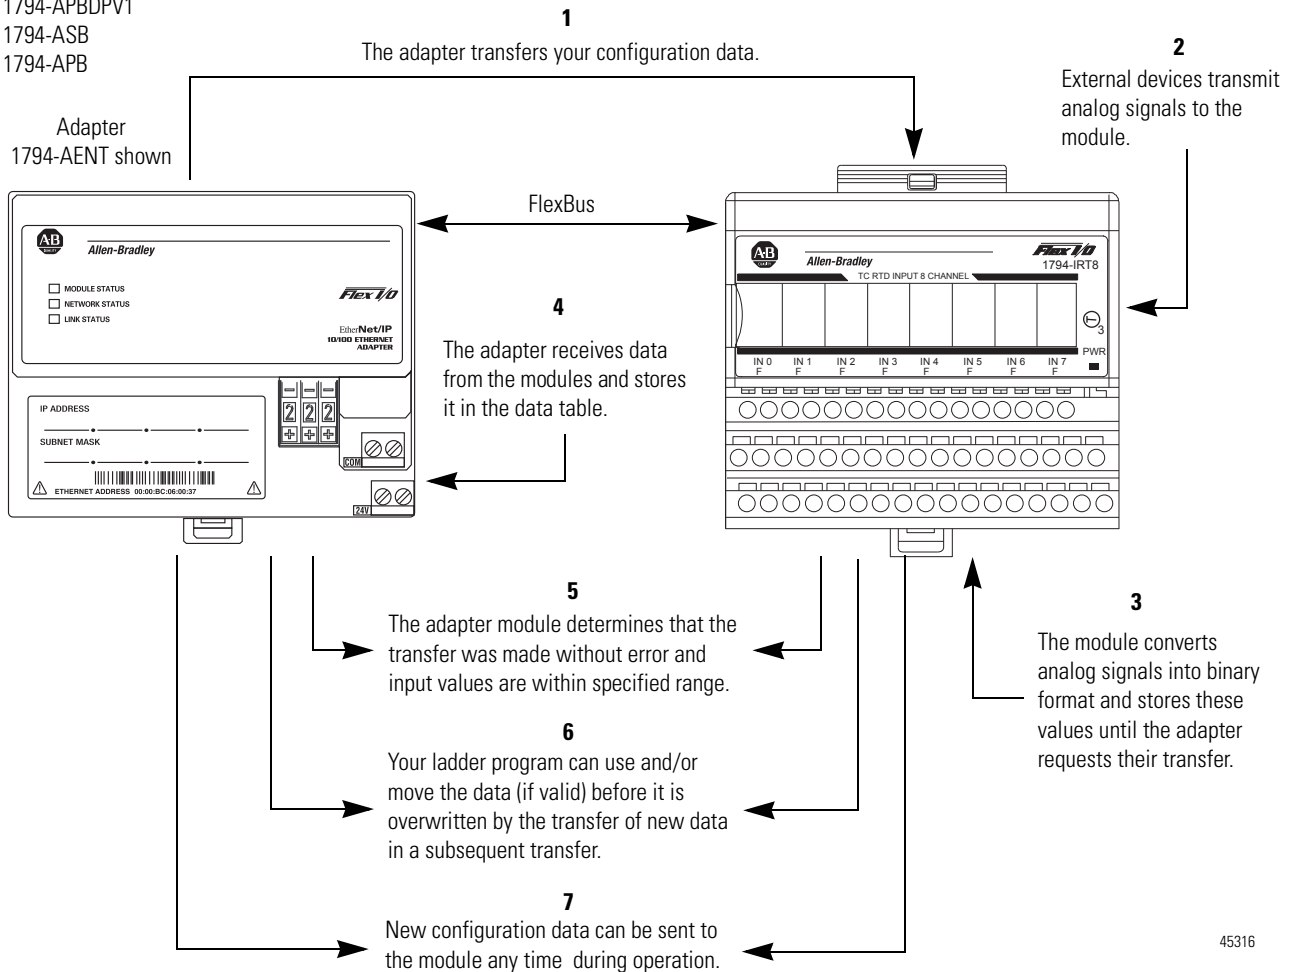 1794-APBDPV1
1794-ASB
1794-APB
1
The adapter transfers your configuration data.
2
External devices transmit
analog signals to the
module.
Adapter
1794-AENT shown
FlexBus
A-B
QUALITY
Allen-Bradley
MODULE STATUS
NETWORK STATUS
LINK STATUS
Flex I/O
EtherNet/IP
10/100 ETHERNET
ADAPTER
IP ADDRESS
SUBNET MASK
ETHERNET ADDRESS 00:00:BC:06:00:37
2 2 2
COM
24V
A-B
Allen-Bradley
Flex I/O
1794-IRT8
TC RTD INPUT 8 CHANNEL
3
PWR
IN 0 IN 1 IN 2 IN 3 IN 4 IN 5 IN 6 IN 7
F F F F F F F F
4
The adapter receives data
from the modules and stores
it in the data table.
5
The adapter module determines that the
transfer was made without error and
input values are within specified range.
3
The module converts
analog signals into binary
format and stores these
values until the adapter
requests their transfer.
6
Your ladder program can use and/or
move the data (if valid) before it is
overwritten by the transfer of new data
in a subsequent transfer.
7
New configuration data can be sent to
the module any time during operation.
45316